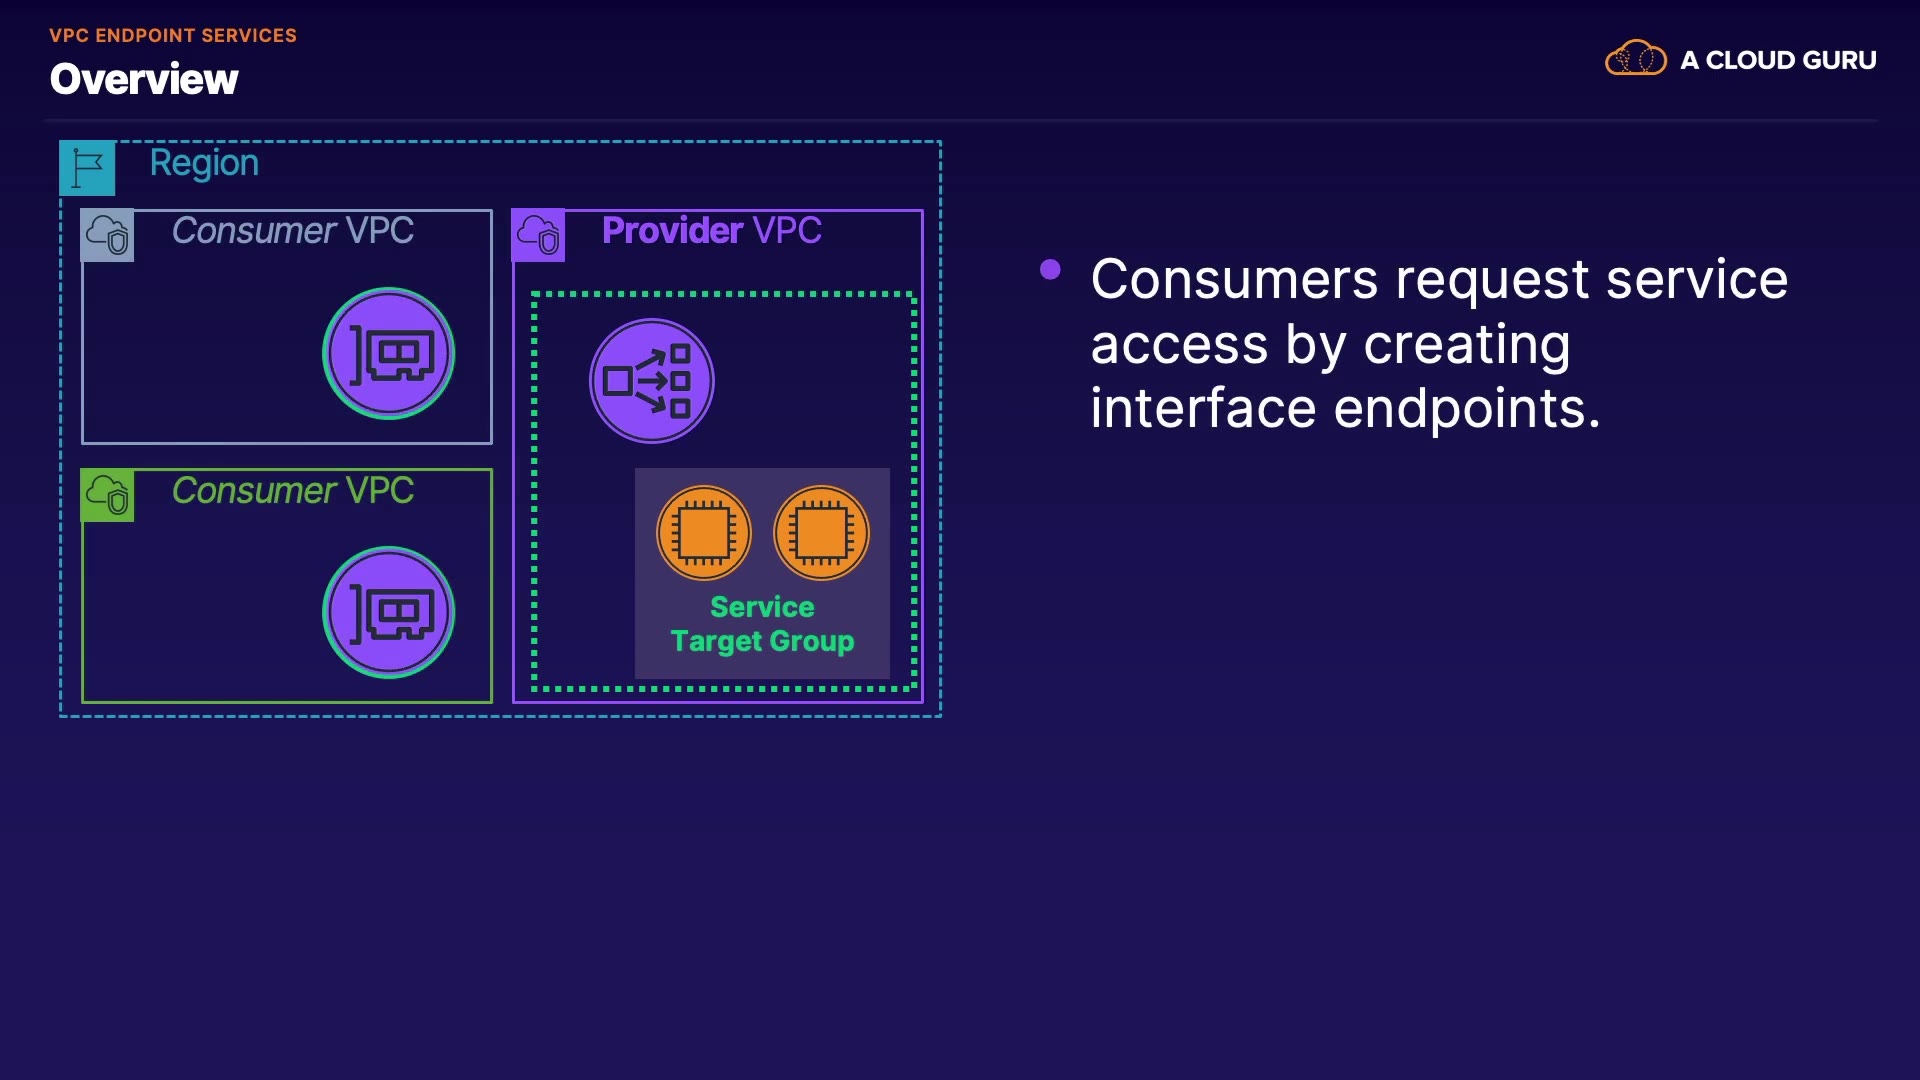 VPC ENDPOINT SERVICES
Overview
A CLOUD GURU
Region
Consumer VPC
Provider VPC
Consumer VPC
Service
Target Group
Consumers request service
access by creating
interface endpoints.